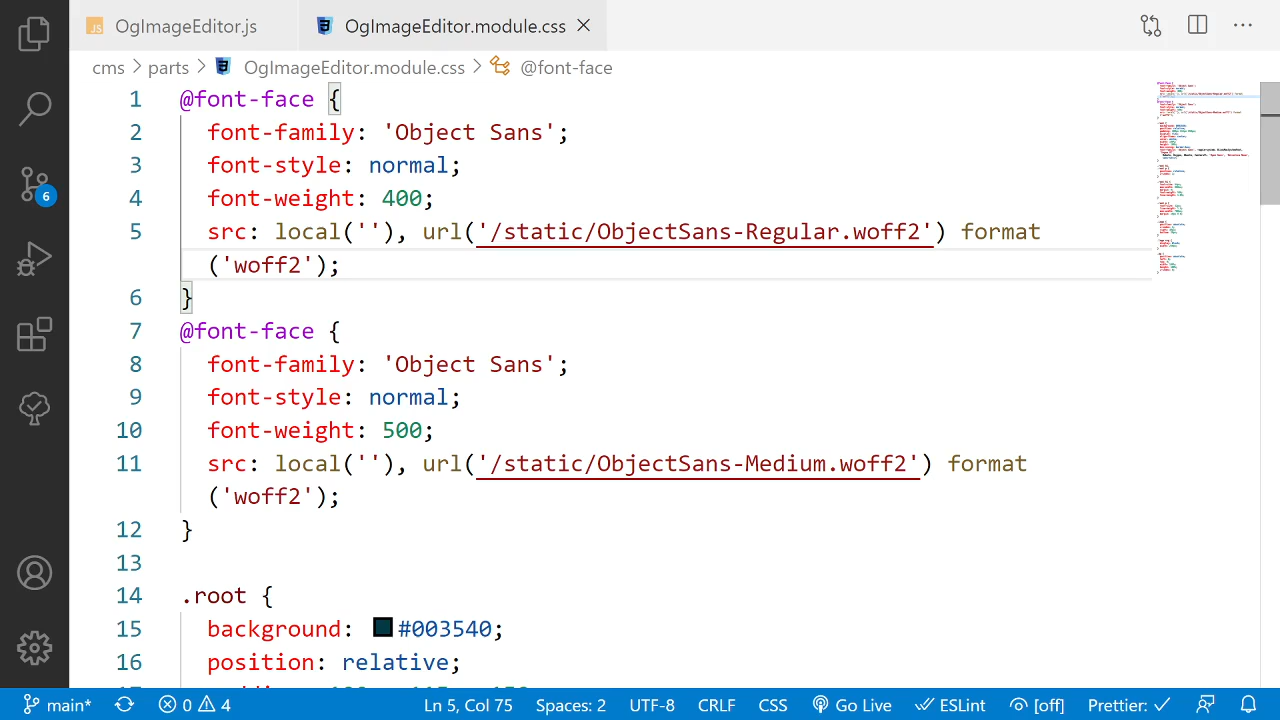 JS OgImageEditor.js
OgImageEditor.module.css
cms > parts > OgImageEditor.module.css > @font-face
1 @font-face {
2 font-family: 'Object Sans';
3 font-style: normal;
4 font-weight: 400;
5 src: local(''), url('/static/ObjectSans-Regular.woff2') format
('woff2');
6 }
7 @font-face {
8 font-family: 'Object Sans';
9 font-style: normal;
10 font-weight: 500;
11 src: local(''), url('/static/ObjectSans-Medium.woff2') format
('woff2');
12 }
13
14 .root {
15 background: #003540;
16 position: relative;
6
main* 0 4 Ln 5, Col 75 Spaces: 2 UTF-8 CRLF CSS Go Live ESLint [off] Prettier: